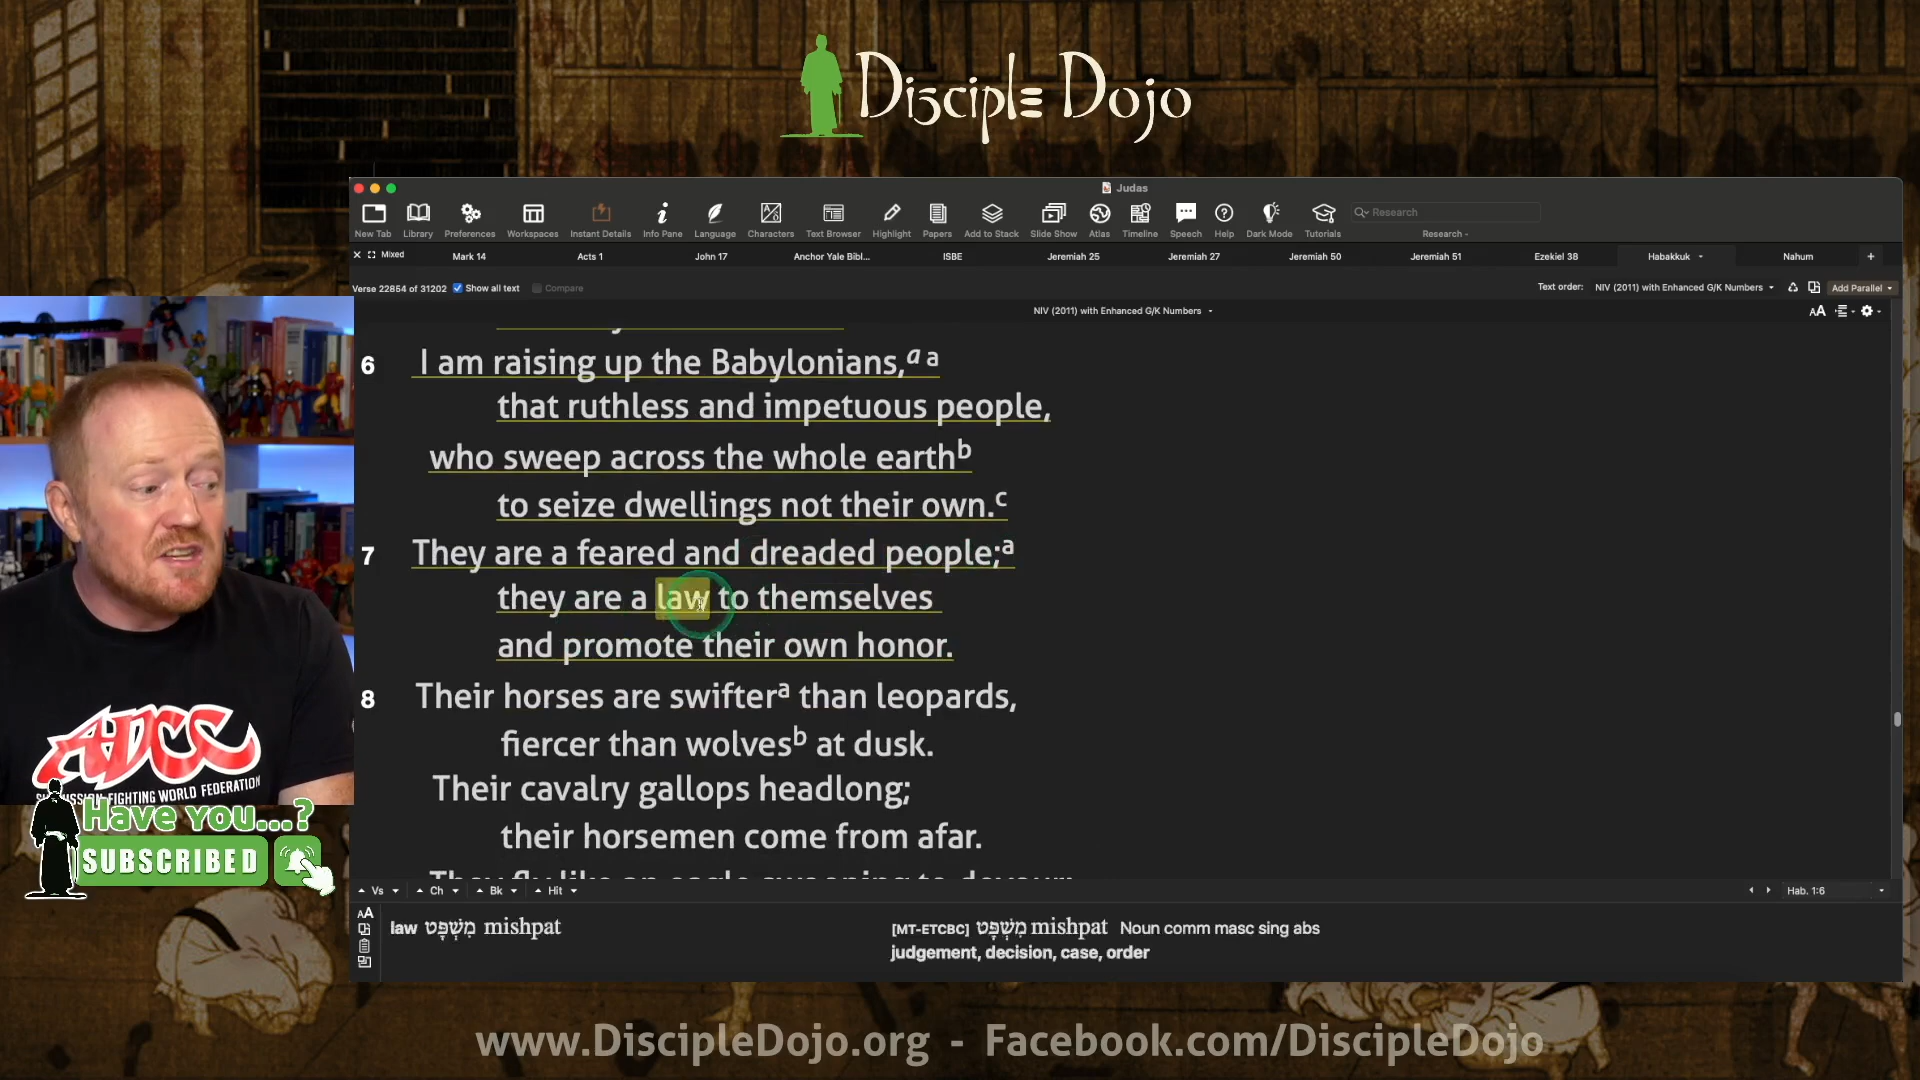 Disciple Dojo
Judas
New Tab
Library
Preferences
Workspaces
Instant Details
Info Pane
Language
Characters
Text Browser
Highlight
Papers
Add to Stack
Slide Show
Atlas
Timeline
Speech
Help
Dark Mode
Tutorials
Research
Research
Mixed
Mark 14
Acts 1
John 17
Anchor Yale Bibl...
ISBE
Jeremiah 25
Jeremiah 27
Jeremiah 50
Jeremiah 51
Ezekiel 38
Habakkuk
Nahum
+
Verse 22854 of 31202
Show all text
Compare
Text order:
NIV (2011) with Enhanced G/K Numbers
Add Parallel
NIV (2011) with Enhanced G/K Numbers
AA
6 I am raising up the Babylonians,a a
that ruthless and impetuous people,
who sweep across the whole earthb
to seize dwellings not their own.c
7 They are a feared and dreaded people;a
they are a law to themselves
and promote their own honor.
8 Their horses are swiftera than leopards,
fiercer than wolvesb at dusk.
Their cavalry gallops headlong;
their horsemen come from afar.
Vs
Ch
Bk
Hit
Hab. 1:6
AA
law מִשְׁפָּט mishpat
[MT-ETCBC] מִשְׁפָּט mishpat Noun comm masc sing abs
judgement, decision, case, order
ADCC
SUBMISSION FIGHTING WORLD FEDERATION
Have you...?
SUBSCRIBED
www.DiscipleDojo.org - Facebook.com/DiscipleDojo